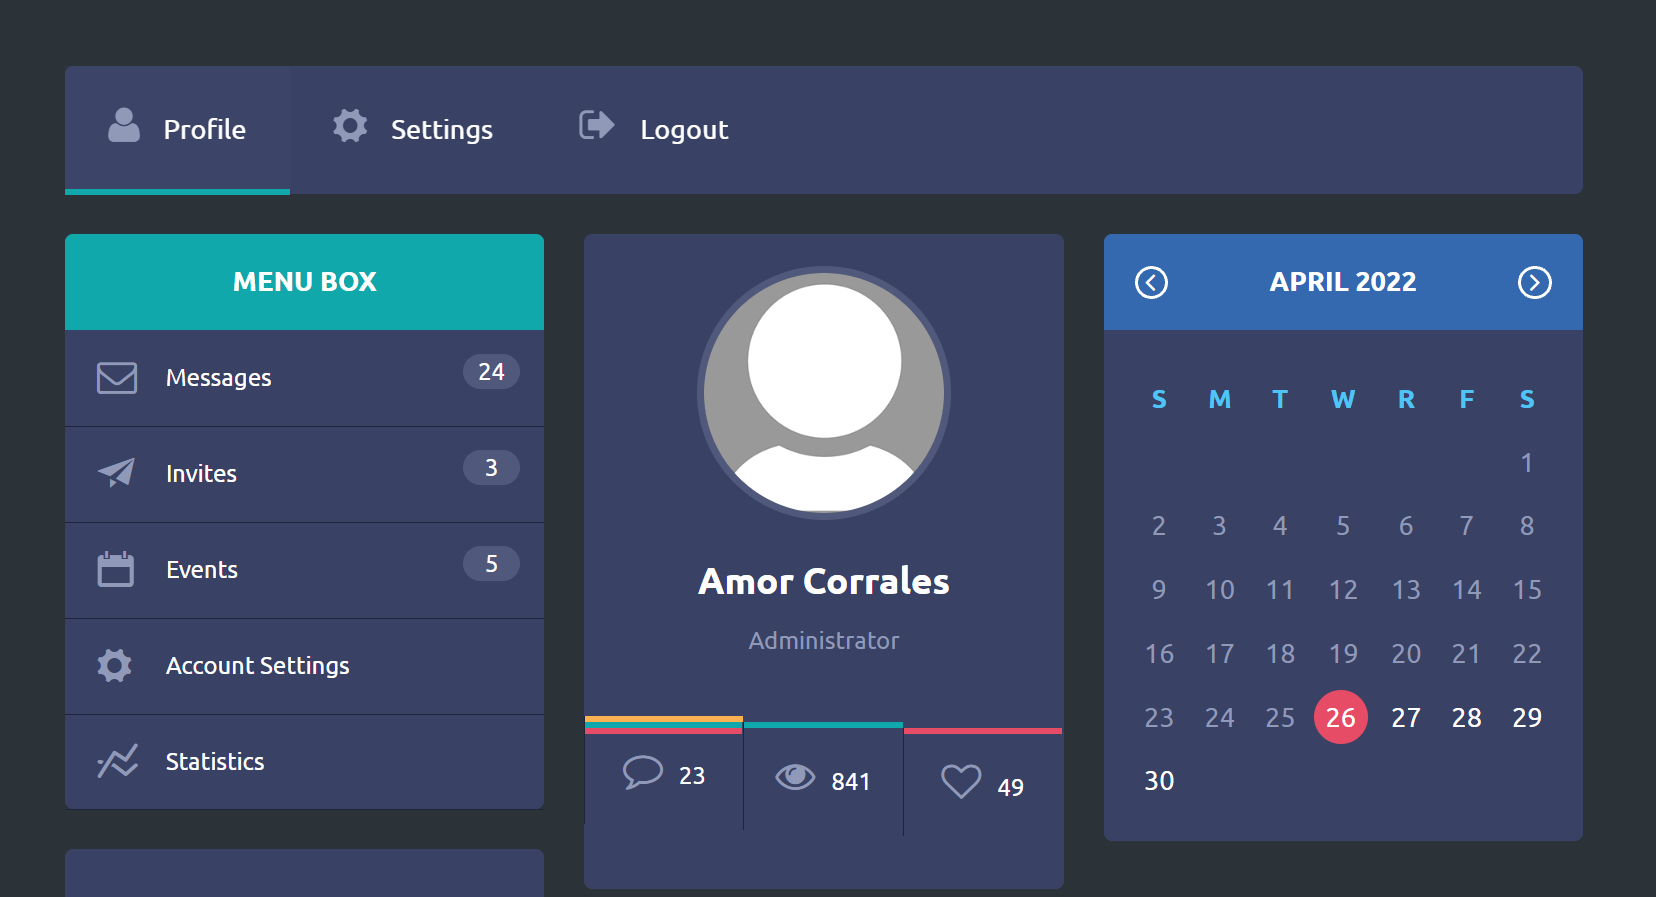 Profile Settings Logout
MENU BOX
Messages 24
Invites 3
Events 5
Account Settings
Statistics
Amor Corrales
Administrator
23 841 49
APRIL 2022
S M T W R F S
1
2 3 4 5 6 7 8
9 10 11 12 13 14 15
16 17 18 19 20 21 22
23 24 25 26 27 28 29
30